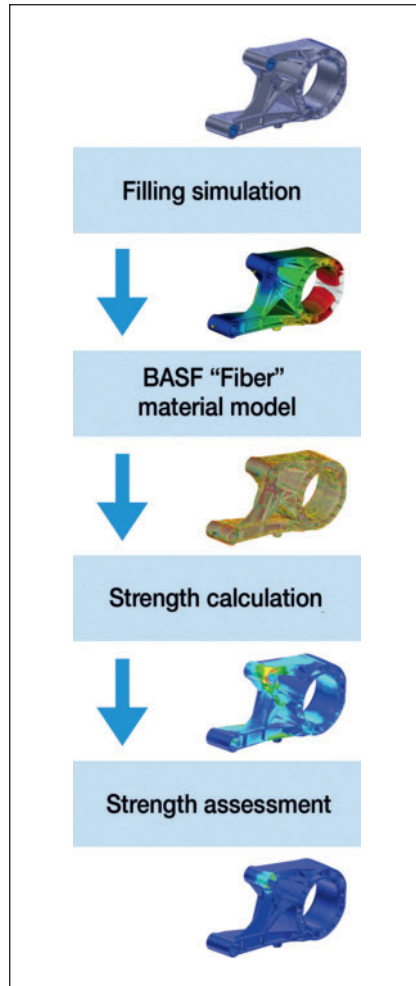 Filling simulation
BASF “Fiber”
material model
Strength calculation
Strength assessment